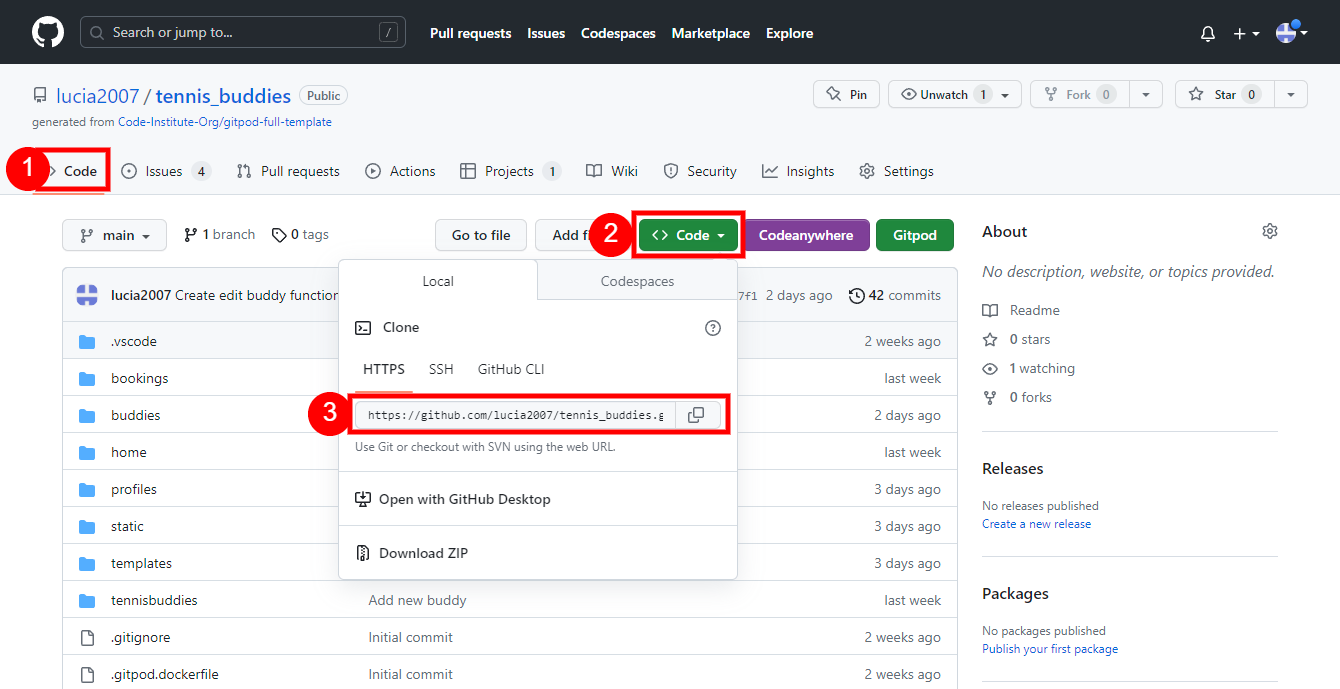 Search or jump to... / Pull requests Issues Codespaces Marketplace Explore
lucia2007 / tennis_buddies Public Pin Unwatch 1 Fork 0 Star 0
generated from Code-Institute-Org/gitpod-full-template
1 Code Issues 4 Pull requests Actions Projects 1 Wiki Security Insights Settings
main 1 branch 0 tags Go to file Add fi 2 Code Codeanywhere Gitpod
About
No description, website, or topics provided.
Readme
0 stars
1 watching
0 forks
Releases
No releases published
Create a new release
Packages
No packages published
Publish your first package
Local Codespaces
lucia2007 Create edit buddy function 7f1 2 days ago 42 commits
Clone
HTTPS SSH GitHub CLI
3 https://github.com/lucia2007/tennis_buddies.g
Use Git or checkout with SVN using the web URL.
Open with GitHub Desktop
Download ZIP
.vscode 2 weeks ago
bookings last week
buddies 2 days ago
home last week
profiles 3 days ago
static 3 days ago
templates 3 days ago
tennisbuddies Add new buddy last week
.gitignore Initial commit 2 weeks ago
.gitpod.dockerfile Initial commit 2 weeks ago